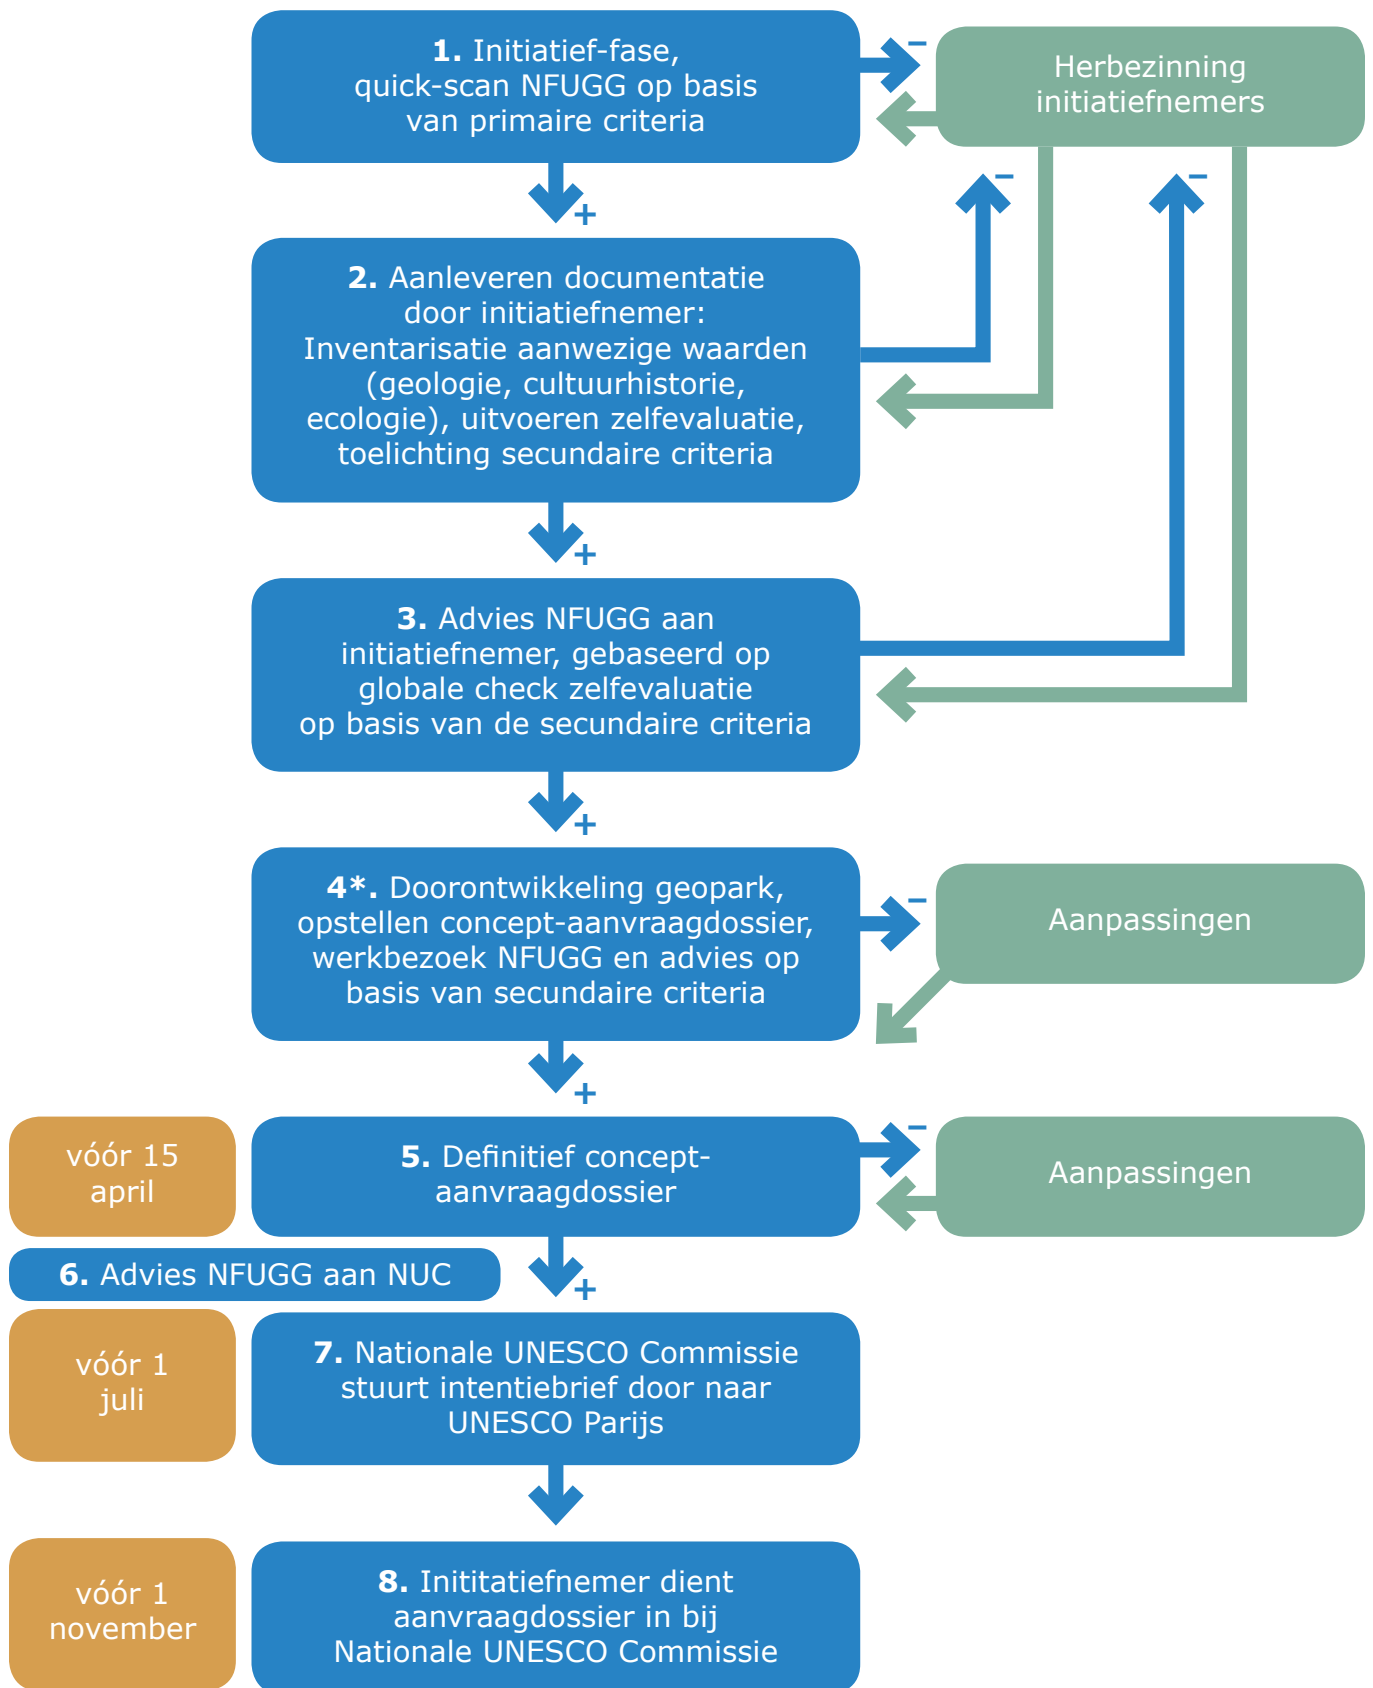 1. Initiatief-fase,
quick-scan NFUGG op basis
van primaire criteria
–
Herbezinning
initiatiefnemers
+
–
–
2. Aanleveren documentatie
door initiatiefnemer:
Inventarisatie aanwezige waarden
(geologie, cultuurhistorie,
ecologie), uitvoeren zelfevaluatie,
toelichting secundaire criteria
+
3. Advies NFUGG aan
initiatiefnemer, gebaseerd op
globale check zelfevaluatie
op basis van de secundaire criteria
+
4*. Doorontwikkeling geopark,
opstellen concept-aanvraagdossier,
werkbezoek NFUGG en advies op
basis van secundaire criteria
–
Aanpassingen
+
vóór 15
april
5. Definitief concept-
aanvraagdossier
–
Aanpassingen
6. Advies NFUGG aan NUC
+
vóór 1
juli
7. Nationale UNESCO Commissie
stuurt intentiebrief door naar
UNESCO Parijs
vóór 1
november
8. Inititatiefnemer dient
aanvraagdossier in bij
Nationale UNESCO Commissie